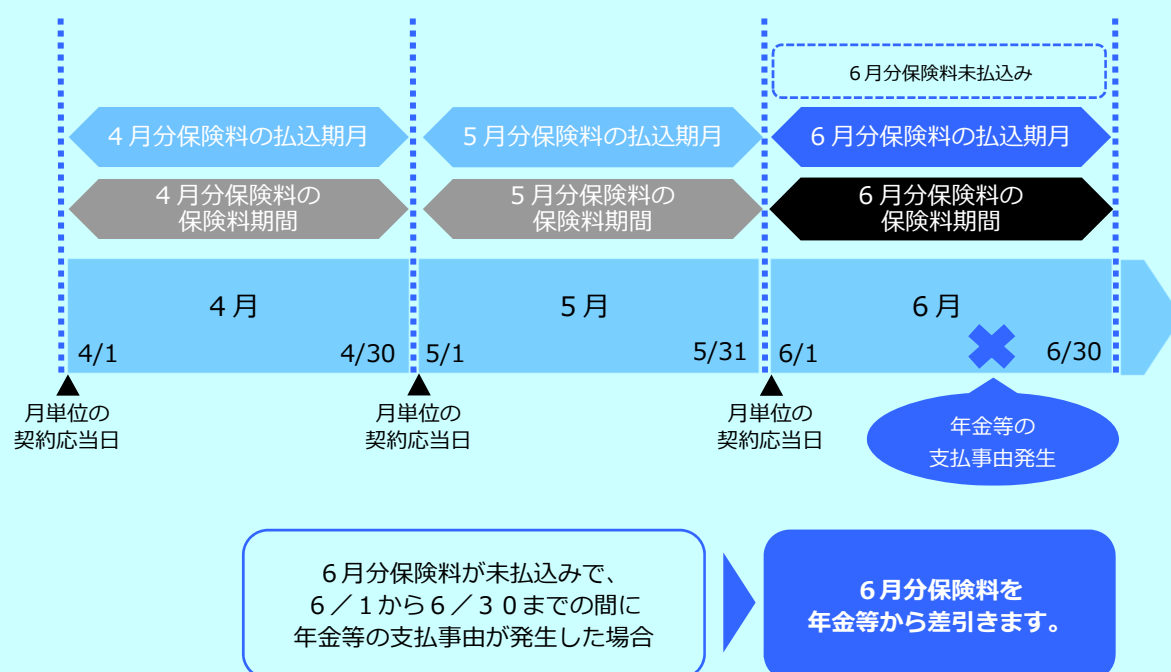 6月分保険料未払込み
4月分保険料の払込期月
5月分保険料の払込期月
6月分保険料の払込期月
4月分保険料の
保険料期間
5月分保険料の
保険料期間
6月分保険料の
保険料期間
4月
5月
6月
4/1
4/30
5/1
5/31
6/1
6/30
月単位の
契約応当日
月単位の
契約応当日
月単位の
契約応当日
年金等の
支払事由発生
6月分保険料が未払込みで、
6/1から6/30までの間に
年金等の支払事由が発生した場合
6月分保険料を
年金等から差引きます。